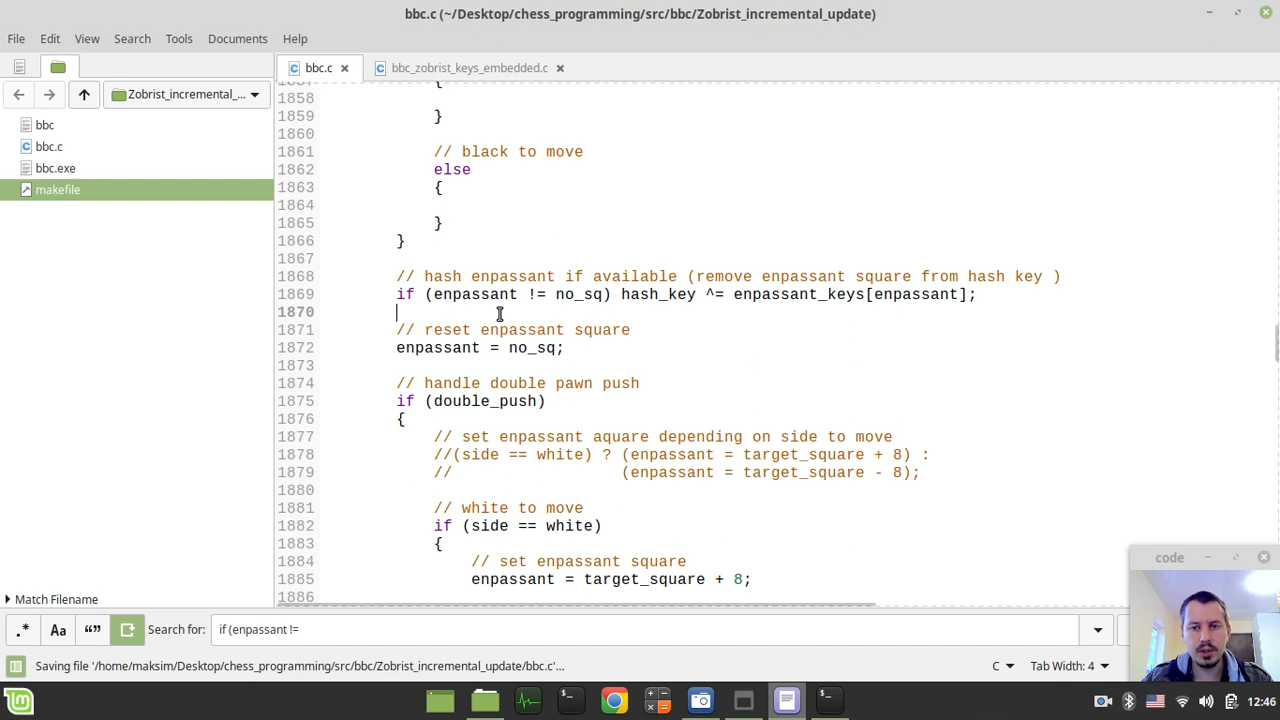 bbc.c (~/Desktop/chess_programming/src/bbc/Zobrist_incremental_update)
File Edit View Search Tools Documents Help
bbc.c bbc_zobrist_keys_embedded.c
Zobrist_incremental_...
bbc
bbc.c
bbc.exe
makefile
Match Filename
1857 {
1858
1859 }
1860
1861 // black to move
1862 else
1863 {
1864
1865 }
1866 }
1867
1868 // hash enpassant if available (remove enpassant square from hash key )
1869 if (enpassant != no_sq) hash_key ^= enpassant_keys[enpassant];
1870
1871 // reset enpassant square
1872 enpassant = no_sq;
1873
1874 // handle double pawn push
1875 if (double_push)
1876 {
1877 // set enpassant aquare depending on side to move
1878 //(side == white) ? (enpassant = target_square + 8) :
1879 // (enpassant = target_square - 8);
1880
1881 // white to move
1882 if (side == white)
1883 {
1884 // set enpassant square
1885 enpassant = target_square + 8;
1886
code
.* Aa “” Search for: if (enpassant !=
Saving file '/home/maksim/Desktop/chess_programming/src/bbc/Zobrist_incremental_update/bbc.c'... C Tab Width: 4
12:46